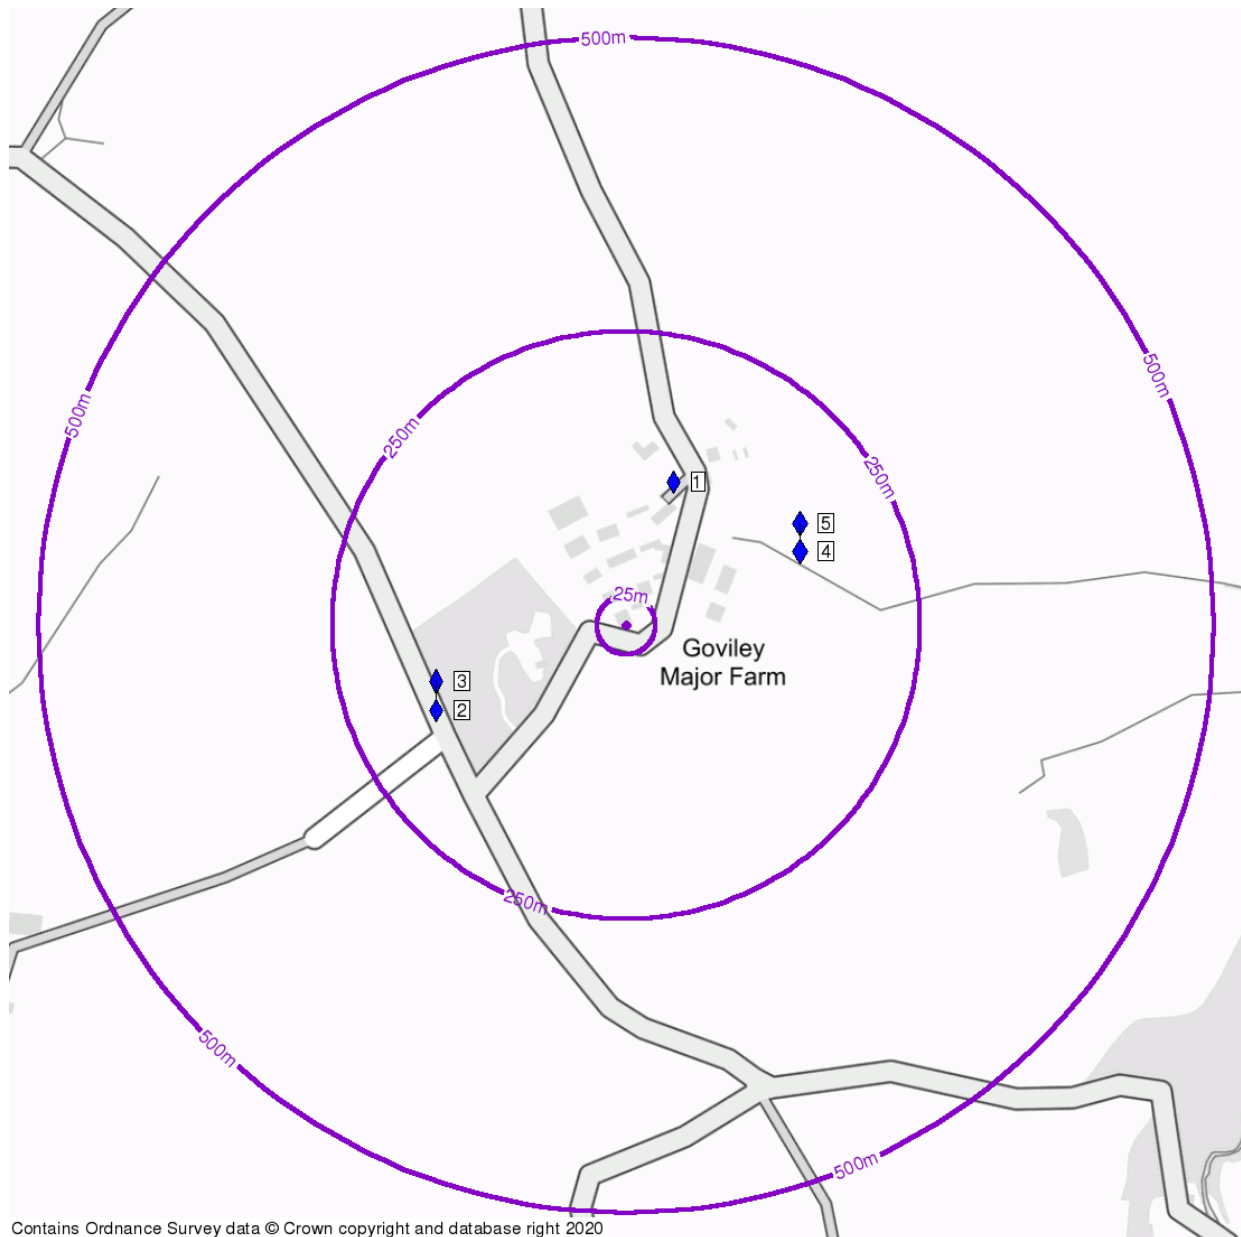 500m
500m
500m
250m
250m
1
5
4
25m
Goviley
Major Farm
3
2
250m
500m
500m
Contains Ordnance Survey data © Crown copyright and database right 2020